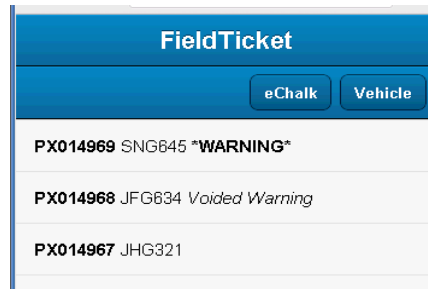 FieldTicket
eChalk Vehicle
PX014969 SNG645 *WARNING*
PX014968 JFG634 Voided Warning
PX014967 JHG321